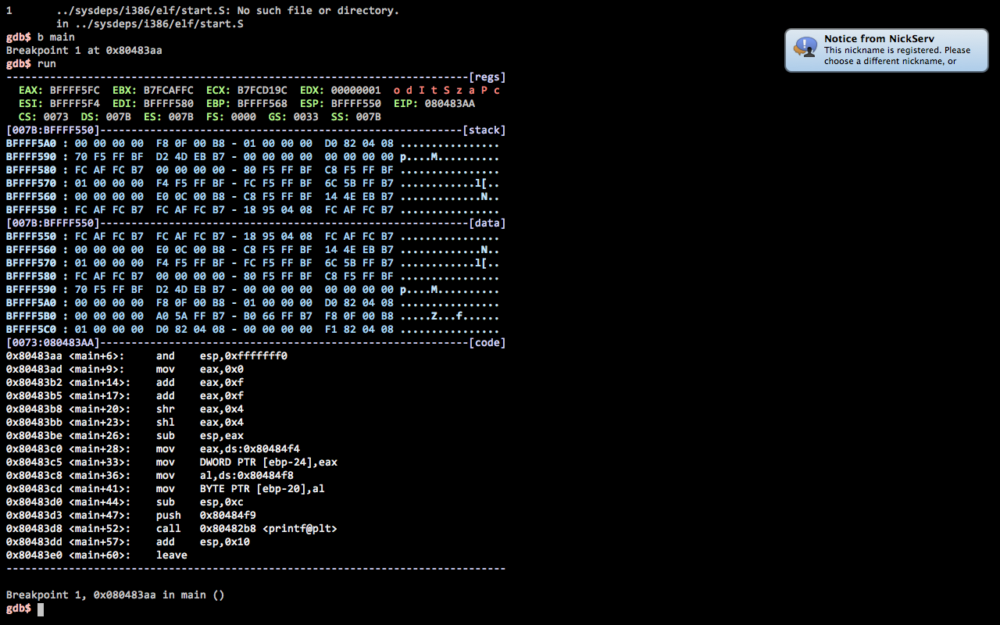 1       ../sysdeps/i386/elf/start.S: No such file or directory.
        in ../sysdeps/i386/elf/start.S
gdb$ b main
Breakpoint 1 at 0x80483aa
gdb$ run
--------------------------------------------------------------------------[regs]
  EAX: BFFFF5FC  EBX: B7FCAFFC  ECX: B7FCD19C  EDX: 00000001  o d I t S z a P c
  ESI: BFFFF5F4  EDI: BFFFF580  EBP: BFFFF568  ESP: BFFFF550  EIP: 080483AA
  CS: 0073  DS: 007B  ES: 007B  FS: 0000  GS: 0033  SS: 007B
[007B:BFFFF550]----------------------------------------------------------[stack]
BFFFF5A0 : 00 00 00 00  F8 0F 00 B8 - 01 00 00 00  D0 82 04 08 ................
BFFFF590 : 70 F5 FF BF  D2 4D EB B7 - 00 00 00 00  00 00 00 00 p....M..........
BFFFF580 : FC AF FC B7  00 00 00 00 - 80 F5 FF BF  C8 F5 FF BF ................
BFFFF570 : 01 00 00 00  F4 F5 FF BF - FC F5 FF BF  6C 5B FF B7 ............l[..
BFFFF560 : 00 00 00 00  E0 0C 00 B8 - C8 F5 FF BF  14 4E EB B7 .............N..
BFFFF550 : FC AF FC B7  FC AF FC B7 - 18 95 04 08  FC AF FC B7 ................
[007B:BFFFF550]-----------------------------------------------------------[data]
BFFFF550 : FC AF FC B7  FC AF FC B7 - 18 95 04 08  FC AF FC B7 ................
BFFFF560 : 00 00 00 00  E0 0C 00 B8 - C8 F5 FF BF  14 4E EB B7 .............N..
BFFFF570 : 01 00 00 00  F4 F5 FF BF - FC F5 FF BF  6C 5B FF B7 ............l[..
BFFFF580 : FC AF FC B7  00 00 00 00 - 80 F5 FF BF  C8 F5 FF BF ................
BFFFF590 : 70 F5 FF BF  D2 4D EB B7 - 00 00 00 00  00 00 00 00 p....M..........
BFFFF5A0 : 00 00 00 00  F8 0F 00 B8 - 01 00 00 00  D0 82 04 08 ................
BFFFF5B0 : 00 00 00 00  A0 5A FF B7 - B0 66 FF B7  F8 0F 00 B8 .....Z...f......
BFFFF5C0 : 01 00 00 00  D0 82 04 08 - 00 00 00 00  F1 82 04 08 ................
[0073:080483AA]-----------------------------------------------------------[code]
0x80483aa <main+6>:     and    esp,0xfffffff0
0x80483ad <main+9>:     mov    eax,0x0
0x80483b2 <main+14>:    add    eax,0xf
0x80483b5 <main+17>:    add    eax,0xf
0x80483b8 <main+20>:    shr    eax,0x4
0x80483bb <main+23>:    shl    eax,0x4
0x80483be <main+26>:    sub    esp,eax
0x80483c0 <main+28>:    mov    eax,ds:0x80484f4
0x80483c5 <main+33>:    mov    DWORD PTR [ebp-24],eax
0x80483c8 <main+36>:    mov    al,ds:0x80484f8
0x80483cd <main+41>:    mov    BYTE PTR [ebp-20],al
0x80483d0 <main+44>:    sub    esp,0xc
0x80483d3 <main+47>:    push   0x80484f9
0x80483d8 <main+52>:    call   0x80482b8 <printf@plt>
0x80483dd <main+57>:    add    esp,0x10
0x80483e0 <main+60>:    leave
--------------------------------------------------------------------------------
Breakpoint 1, 0x080483aa in main ()
gdb$
Notice from NickServ
This nickname is registered. Please
choose a different nickname, or